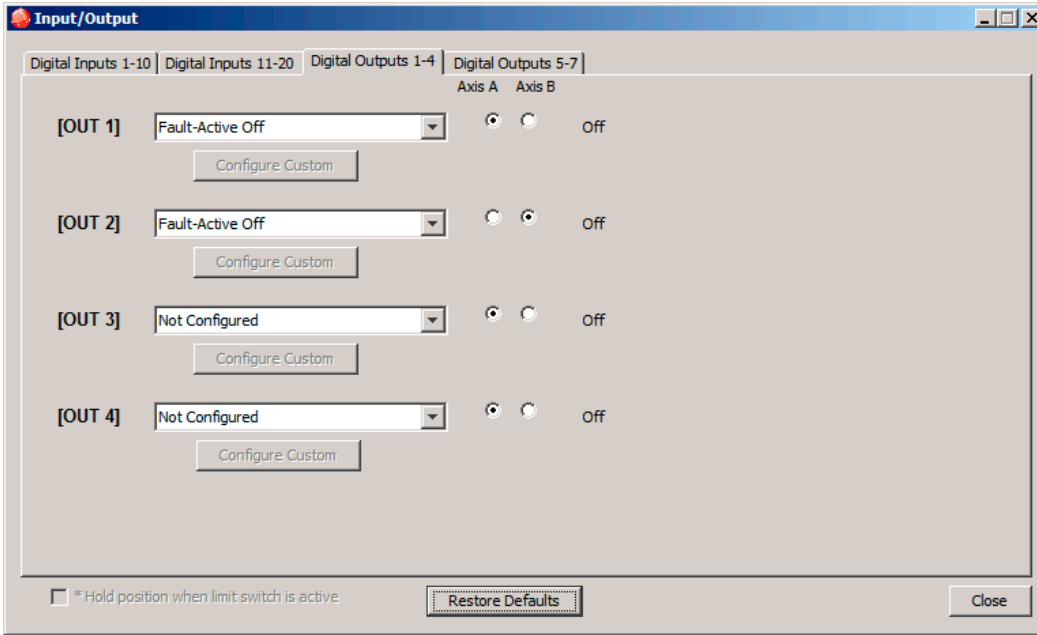 Input/Output
Digital Inputs 1-10 Digital Inputs 11-20 Digital Outputs 1-4 Digital Outputs 5-7
Axis A Axis B
[OUT 1] Fault-Active Off Off
Configure Custom
[OUT 2] Fault-Active Off Off
Configure Custom
[OUT 3] Not Configured Off
Configure Custom
[OUT 4] Not Configured Off
Configure Custom
* Hold position when limit switch is active Restore Defaults Close